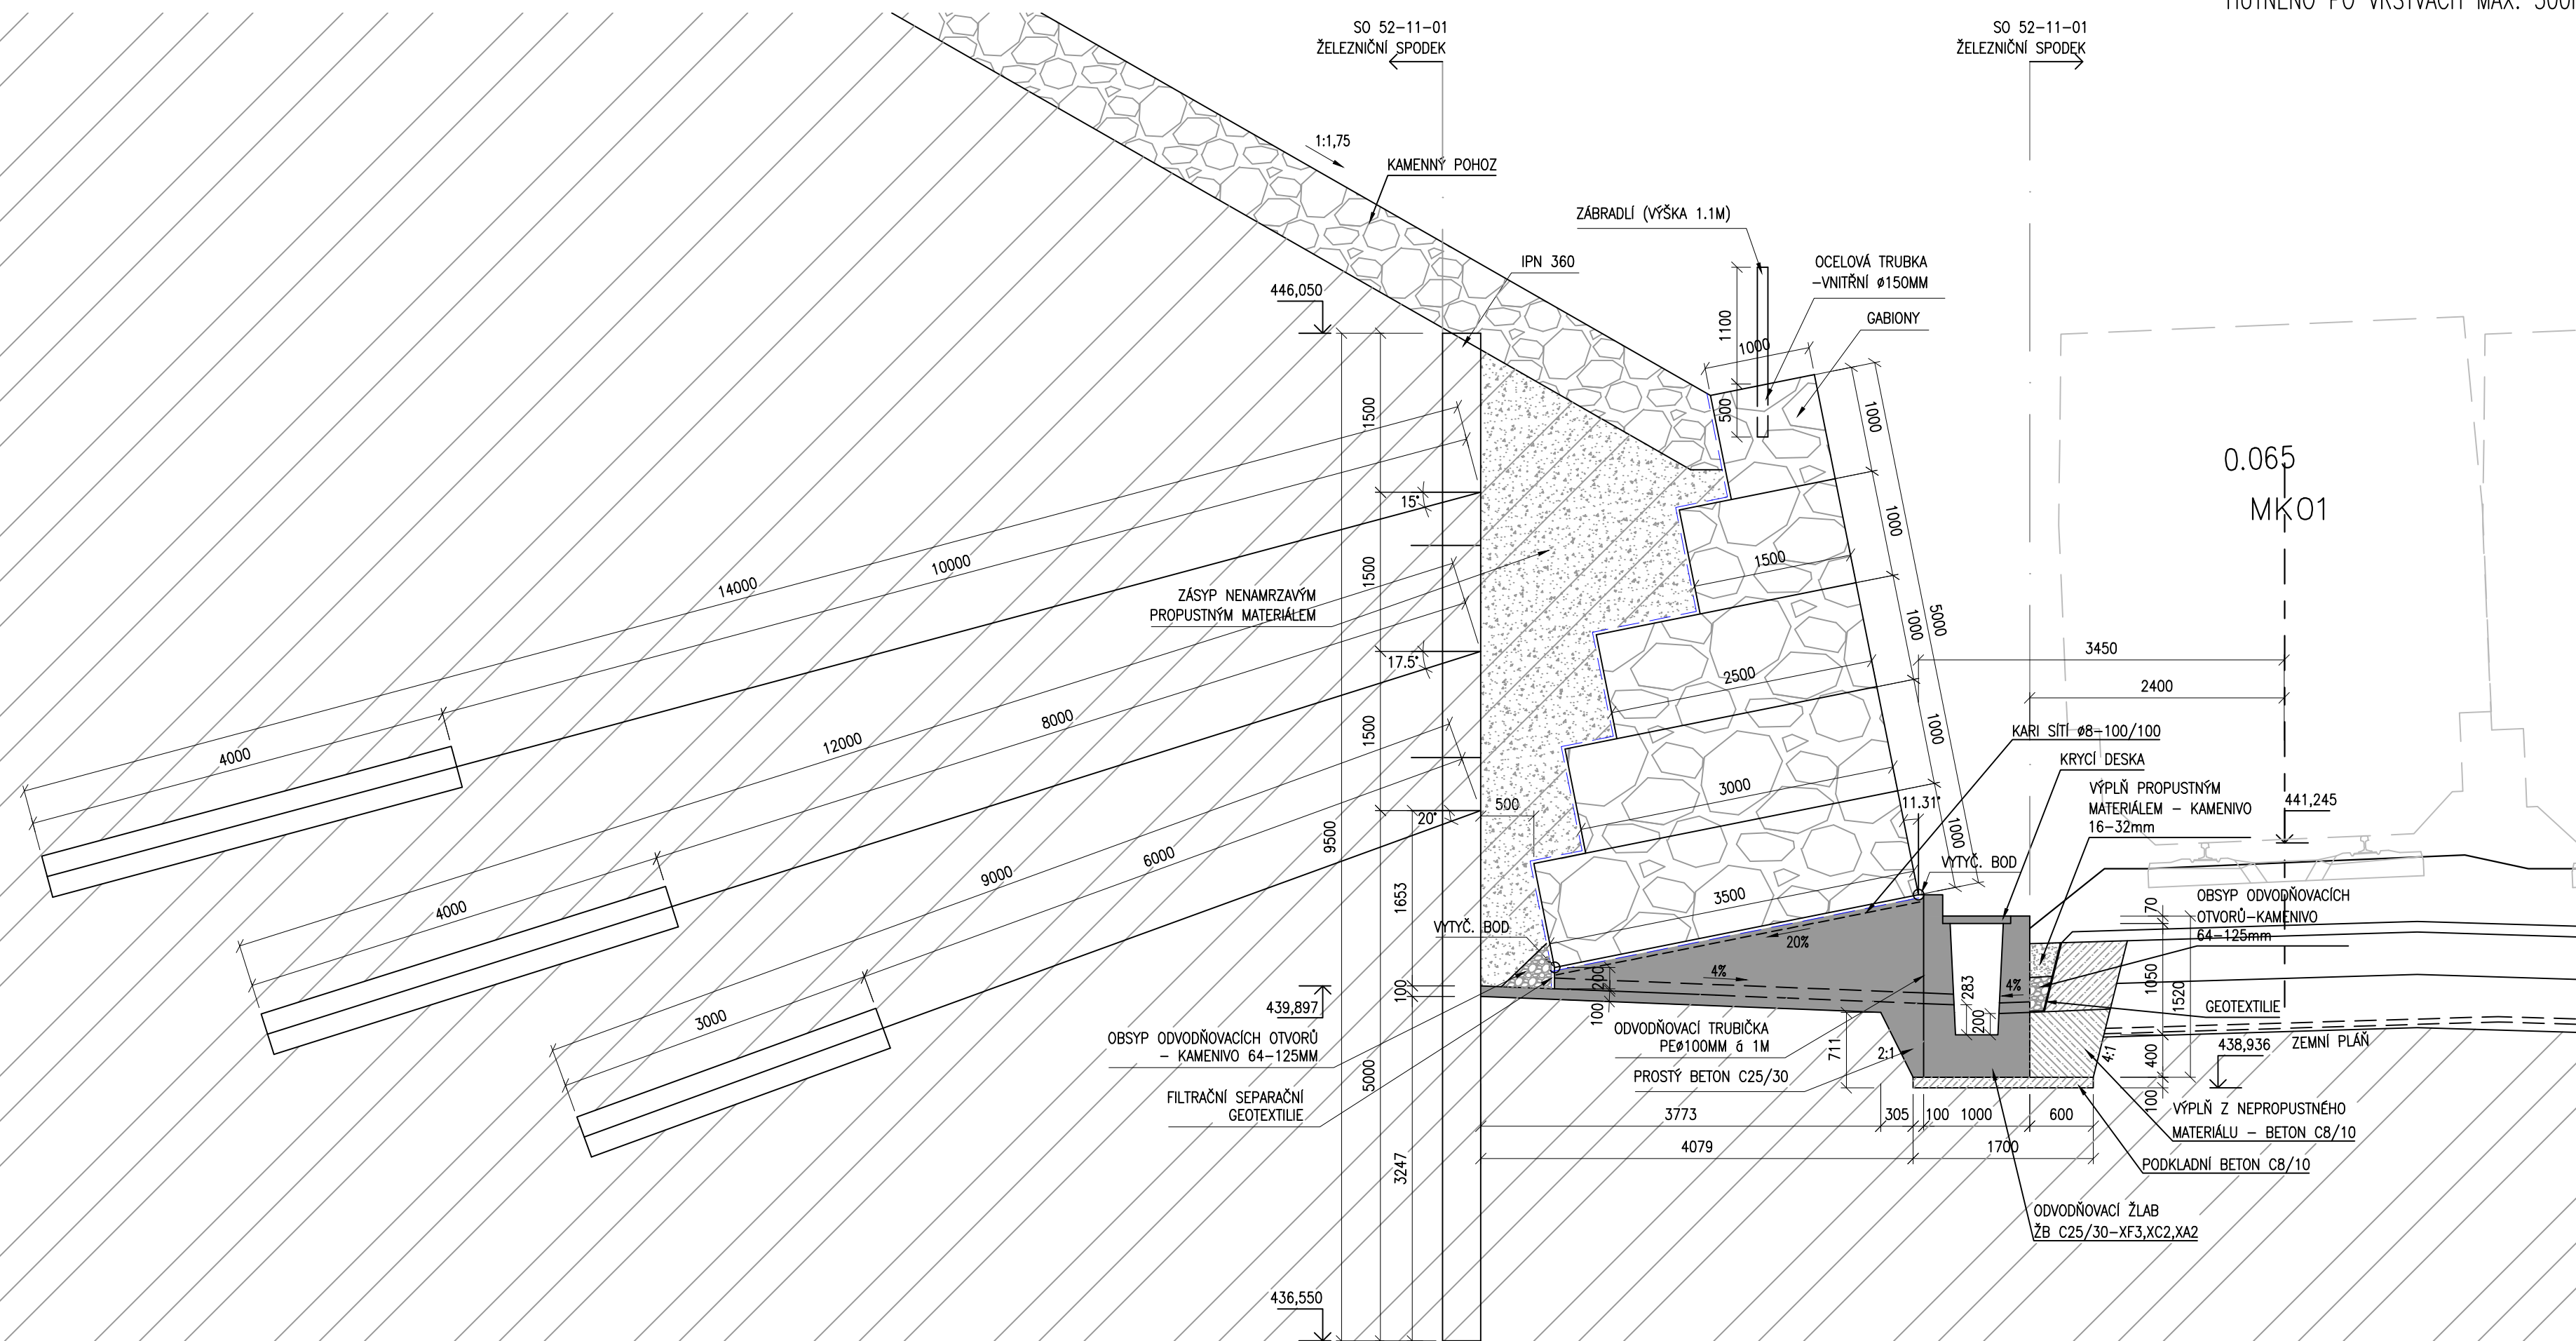 HUTNĚNO PO VRSTVÁCH MAX.
SO 52-11-01
ŽELEZNIČNÍ SPODEK
SO 52-11-01
ŽELEZNIČNÍ SPODEK
1:1,75
KAMENNÝ POHOZ
ZÁBRADLÍ (VÝŠKA 1.1M)
IPN 360
OCELOVÁ TRUBKA
-VNITŘNÍ ø150MM
GABIONY
446,050
1100
1000
500
1000
1500
15°
1000
1500
0.065
MK01
14000
10000
1500
ZÁSYP NENAMRZAVÝM
PROPUSTNÝM MATERIÁLEM
1000
5000
17.5°
2500
3450
2400
12000
8000
4000
1500
1000
KARI SÍTÍ ø8-100/100
KRYCÍ DESKA
VÝPLŇ PROPUSTNÝM
MATERIÁLEM - KAMENIVO
16-32mm
441,245
3000
11.31°
500
20°
9500
1000
9000
6000
4000
1653
3500
VYTYČ. BOD
VYTYČ. BOD
OBSYP ODVODŇOVACÍCH
OTVORŮ-KAMENIVO
64-125mm
70
20%
4%
200
283
4%
1050
1520
100
439,897
100
200
GEOTEXTILIE
3000
OBSYP ODVODŇOVACÍCH OTVORŮ
- KAMENIVO 64-125MM
ODVODŇOVACÍ TRUBIČKA
PEø100MM á 1M
711
2:1
4:1
438,936
ZEMNÍ PLÁŇ
400
100
PROSTÝ BETON C25/30
5000
FILTRAČNÍ SEPARAČNÍ
GEOTEXTILIE
3773
305
100
1000
600
VÝPLŇ Z NEPROPUSTNÉHO
MATERIÁLU - BETON C8/10
4079
1700
PODKLADNÍ BETON C8/10
3247
ODVODŇOVACÍ ŽLAB
ŽB C25/30-XF3,XC2,XA2
436,550